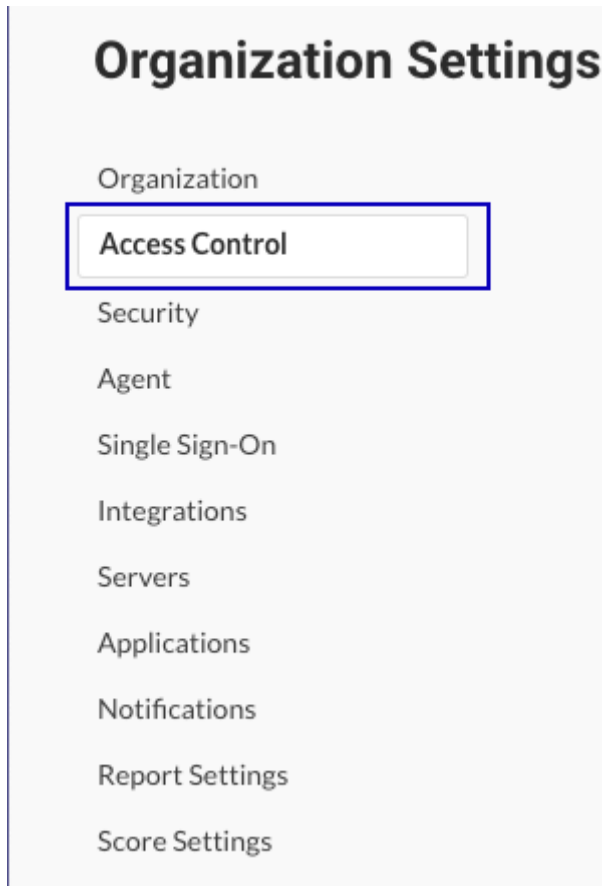 Organization Settings
Organization
Access Control
Security
Agent
Single Sign-On
Integrations
Servers
Applications
Notifications
Report Settings
Score Settings